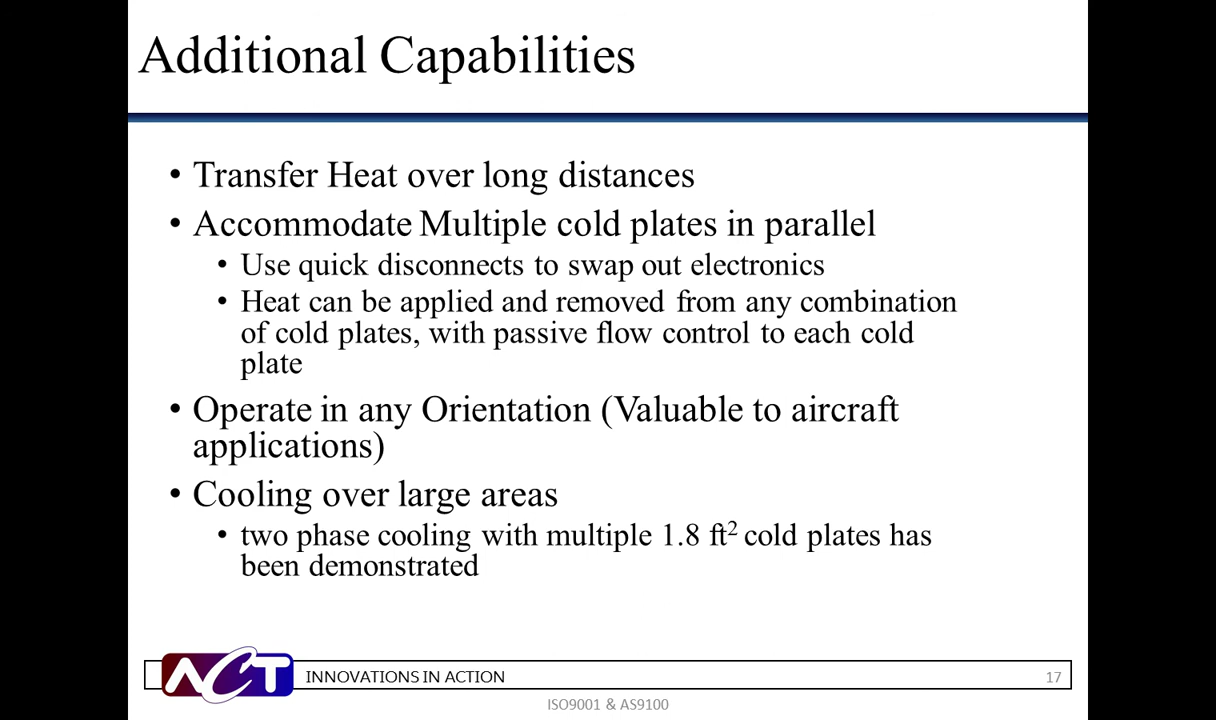 Additional Capabilities
• Transfer Heat over long distances
• Accommodate Multiple cold plates in parallel
• Use quick disconnects to swap out electronics
• Heat can be applied and removed from any combination
of cold plates, with passive flow control to each cold
plate
• Operate in any Orientation (Valuable to aircraft
applications)
• Cooling over large areas
• two phase cooling with multiple 1.8 ft² cold plates has
been demonstrated
ACT INNOVATIONS IN ACTION 17
ISO9001 & AS9100